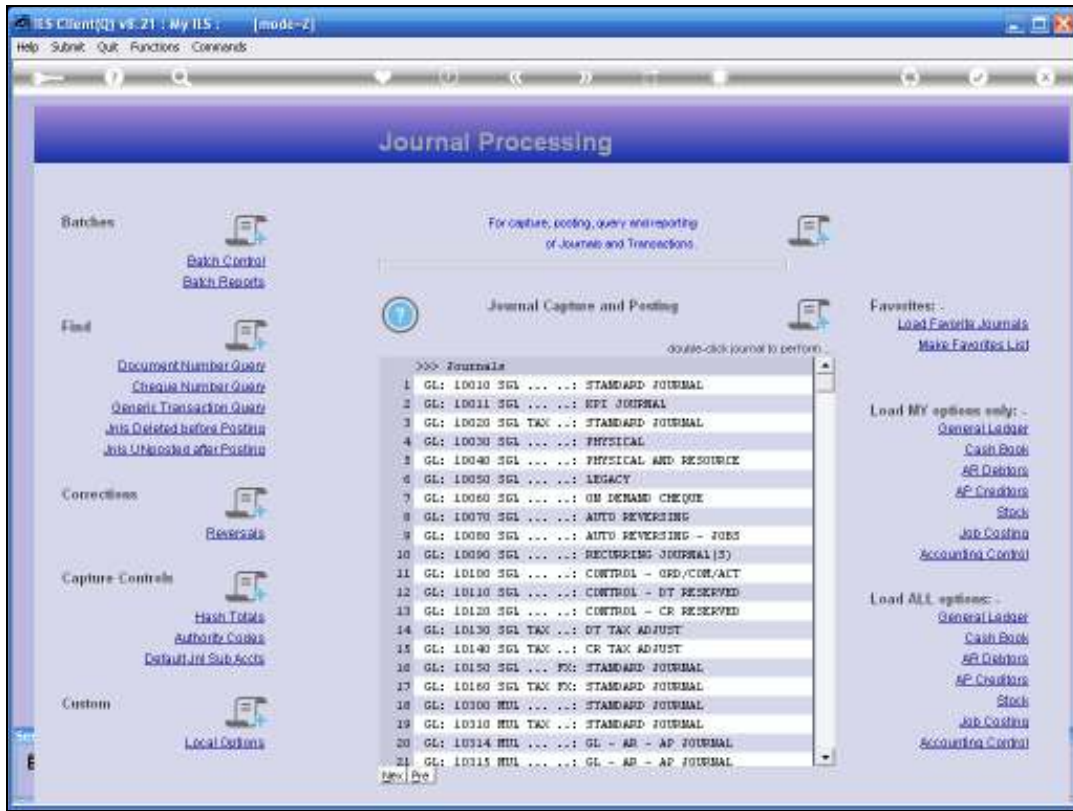 IES Client(Q) v8.21 : My IES : [mode=2]
Help Submit Quit Functions Commands
Journal Processing
Batches
Batch Control
Batch Reports
Find
Document Number Query
Cheque Number Query
Generic Transaction Query
Jnls Deleted before Posting
Jnls UNposted after Posting
Corrections
Reversals
Capture Controls
Hash Totals
Authority Codes
Default Jnl Sub Accts
Custom
Local Options
For capture, posting, query and reporting
of Journals and Transactions.
Journal Capture and Posting
double-click journal to perform ..
>>> Journals
1 GL: 10010 SGL ... ..: STANDARD JOURNAL
2 GL: 10011 SGL ... ..: KPI JOURNAL
3 GL: 10020 SGL TAX ..: STANDARD JOURNAL
4 GL: 10030 SGL ... ..: PHYSICAL
5 GL: 10040 SGL ... ..: PHYSICAL AND RESOURCE
6 GL: 10050 SGL ... ..: LEGACY
7 GL: 10060 SGL ... ..: ON DEMAND CHEQUE
8 GL: 10070 SGL ... ..: AUTO REVERSING
9 GL: 10080 SGL ... ..: AUTO REVERSING - JOBS
10 GL: 10090 SGL ... ..: RECURRING JOURNAL(S)
11 GL: 10100 SGL ... ..: CONTROL - ORD/COM/ACT
12 GL: 10110 SGL ... ..: CONTROL - DT RESERVED
13 GL: 10120 SGL ... ..: CONTROL - CR RESERVED
14 GL: 10130 SGL TAX ..: DT TAX ADJUST
15 GL: 10140 SGL TAX ..: CR TAX ADJUST
16 GL: 10150 SGL ... FX: STANDARD JOURNAL
17 GL: 10160 SGL TAX FX: STANDARD JOURNAL
18 GL: 10300 MUL ... ..: STANDARD JOURNAL
19 GL: 10310 MUL TAX ..: STANDARD JOURNAL
20 GL: 10314 MUL ... ..: GL - AR - AP JOURNAL
21 GL: 10315 MUL ... ..: GL - AR - AP JOURNAL
Nex Pre
Favorites: -
Load Favorite Journals
Make Favorites List
Load MY options only: -
General Ledger
Cash Book
AR Debtors
AP Creditors
Stock
Job Costing
Accounting Control
Load ALL options: -
General Ledger
Cash Book
AR Debtors
AP Creditors
Stock
Job Costing
Accounting Control